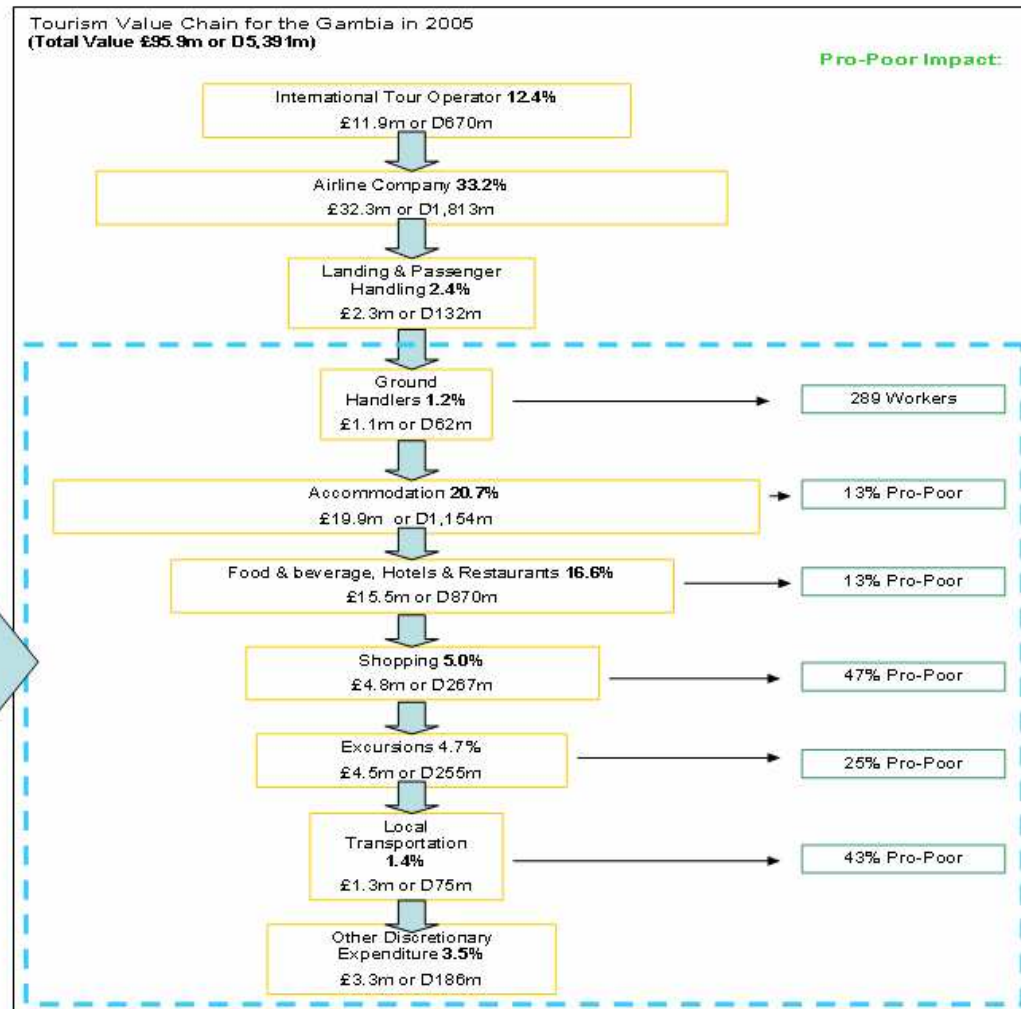 Tourism Value Chain for the Gambia in 2005
(Total Value £95.9m or D5,391m)
Pro-Poor Impact:
International Tour Operator 12.4%
£11.9m or D670m
Airline Company 33.2%
£32.3m or D1,813m
Landing & Passenger
Handling 2.4%
£2.3m or D132m
Ground
Handlers 1.2%
£1.1m or D62m
289 Workers
Accommodation 20.7%
£19.9m or D1,154m
13% Pro-Poor
Food & beverage, Hotels & Restaurants 16.6%
£15.5m or D870m
13% Pro-Poor
Shopping 5.0%
£4.8m or D267m
47% Pro-Poor
Excursions 4.7%
£4.5m or D255m
25% Pro-Poor
Local
Transportation
1.4%
£1.3m or D75m
43% Pro-Poor
Other Discretionary
Expenditure 3.5%
£3.3m or D186m